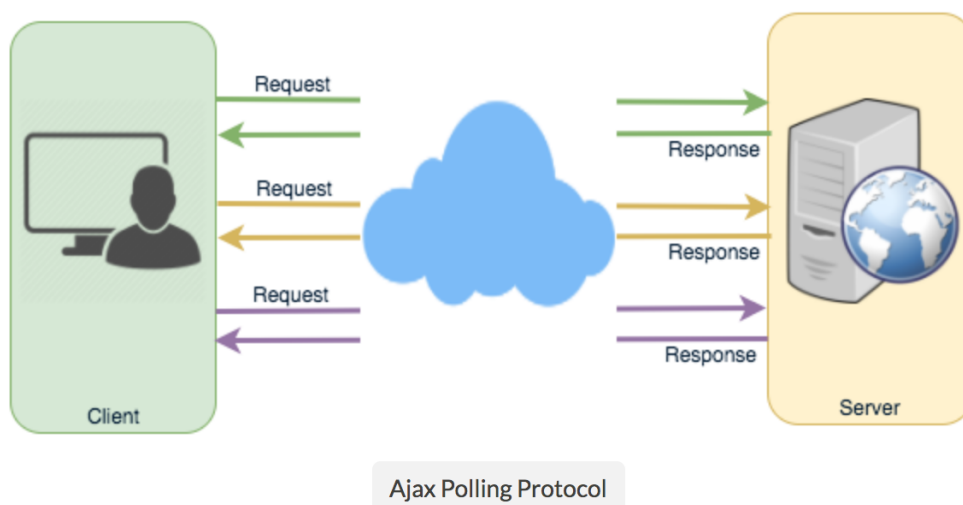 Request
Response
Request
Response
Request
Response
Client
Server
Ajax Polling Protocol